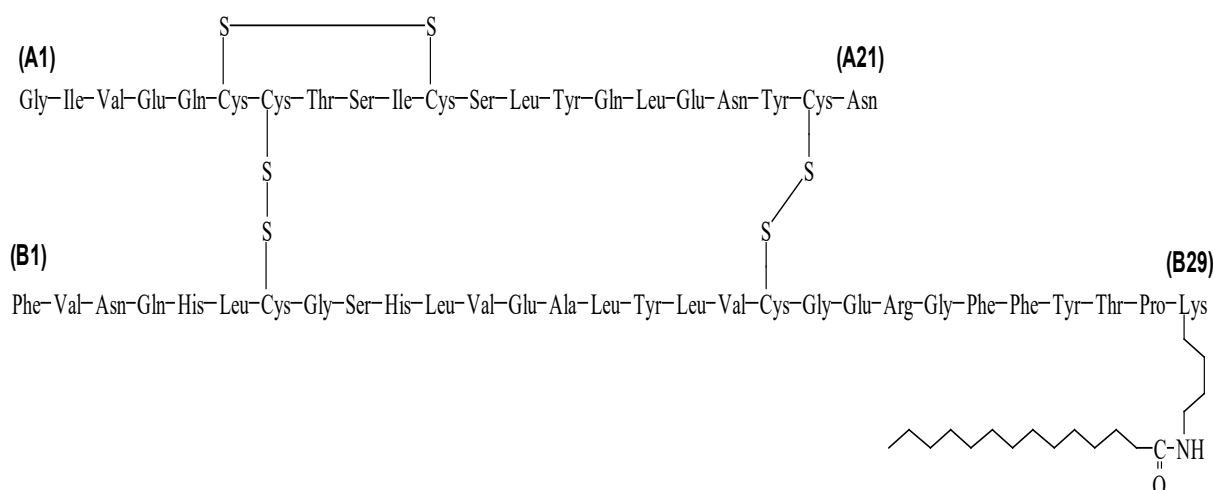 S S
(A1) (A21)
Gly-Ile-Val-Glu-Gln-Cys-Cys-Thr-Ser-Ile-Cys-Ser-Leu-Tyr-Gln-Leu-Glu-Asn-Tyr-Cys-Asn
S S
S S
(B1) (B29)
Phe-Val-Asn-Gln-His-Leu-Cys-Gly-Ser-His-Leu-Val-Glu-Ala-Leu-Tyr-Leu-Val-Cys-Gly-Glu-Arg-Gly-Phe-Phe-Tyr-Thr-Pro-Lys
C-NH
O